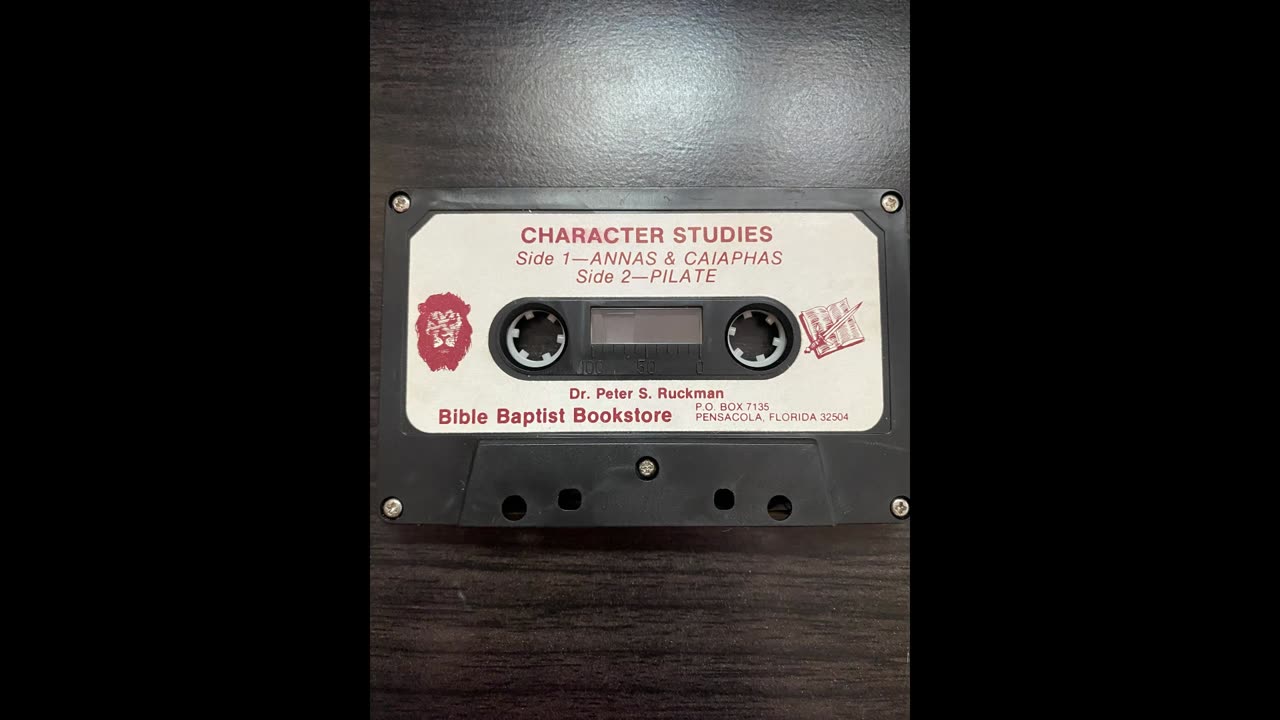 CHARACTER STUDIES
Side 1—ANNAS & CAIAPHAS
Side 2—PILATE
100 50 0
Dr. Peter S. Ruckman
Bible Baptist Bookstore
P.O. BOX 7135
PENSACOLA, FLORIDA 32504